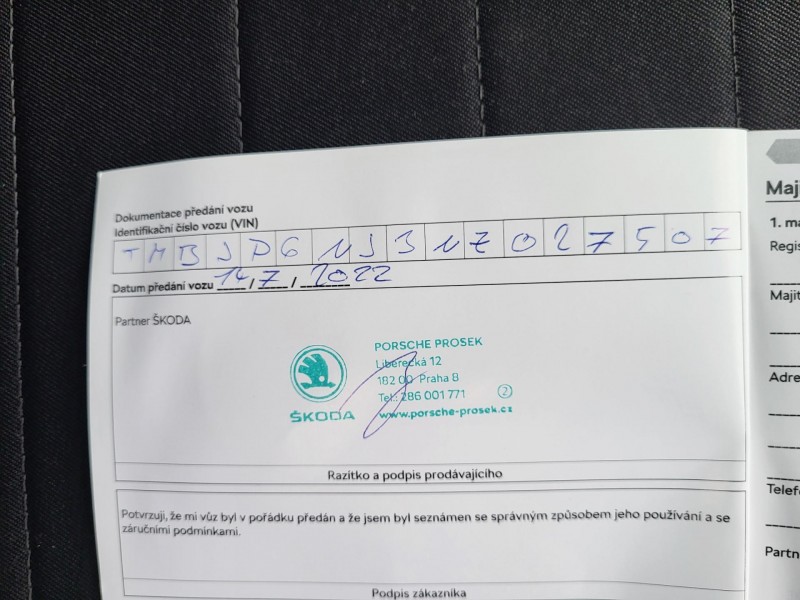 Dokumentace předání vozu
Identifikační číslo vozu (VIN)
TMBJPGNJ3NZ027507
Datum předání vozu 14/7/2022
Partner ŠKODA
PORSCHE PROSEK
Liberecká 12
182 00 Praha 8
Tel.: 286 001 771
2
ŠKODA
www.porsche-prosek.cz
Razítko a podpis prodávajícího
Potvrzuji, že mi vůz byl v pořádku předán a že jsem byl seznámen se správným způsobem jeho používání a se
záručními podmínkami.
Podpis zákazníka
Maj
1. ma
Regis
Majit
Adre
Telef
Partn